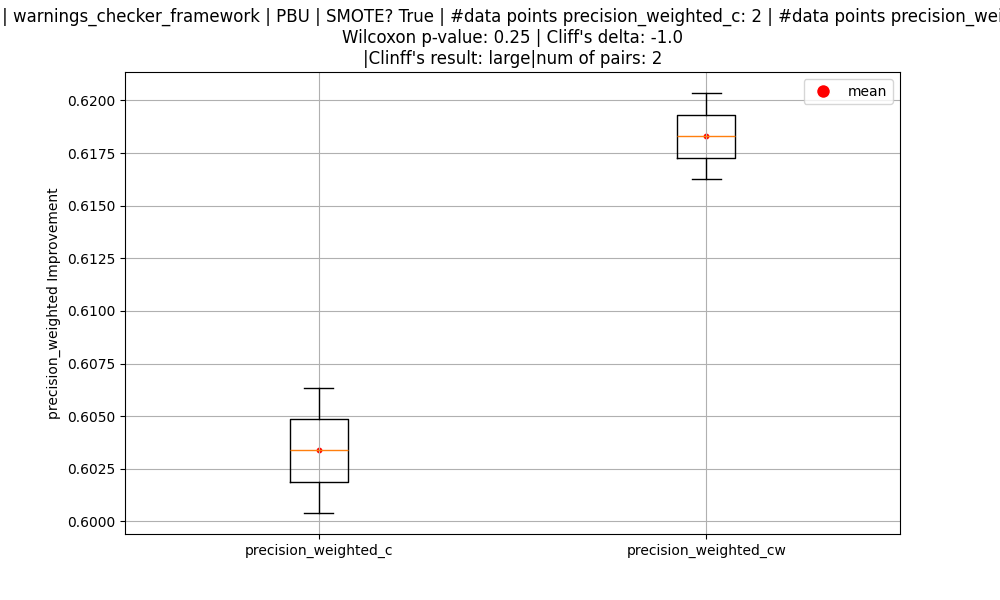 | warnings_checker_framework | PBU | SMOTE? True | #data points precision_weighted_c: 2 | #data points
Wilcoxon p-value: 0.25 | Cliff's delta: -1.0
|Clinff's result: large|num of pairs: 2
mean
0.6200
0.6175
0.6150
0.6125
0.6100
0.6075
0.6050
0.6025
0.6000
precision_weighted Improvement
precision_weighted_c
precision_weighted_cw